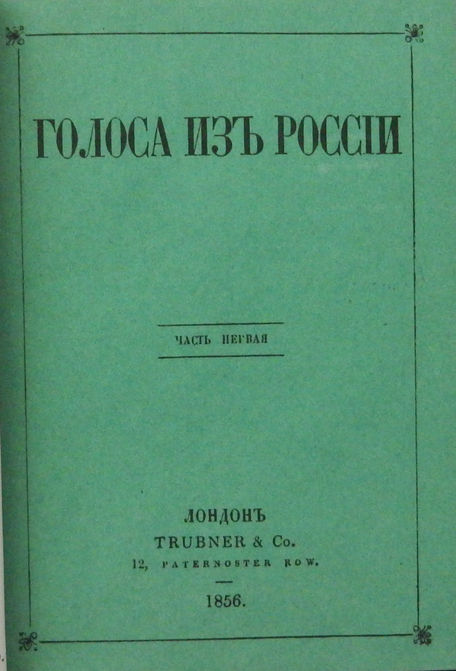 ГОЛОСА ИЗЪ РОССІИ
ЧАСТЬ ПЕРВАЯ
ЛОНДОНЪ
TRUBNER & Co.
12, PATERNOSTER ROW.
1856.